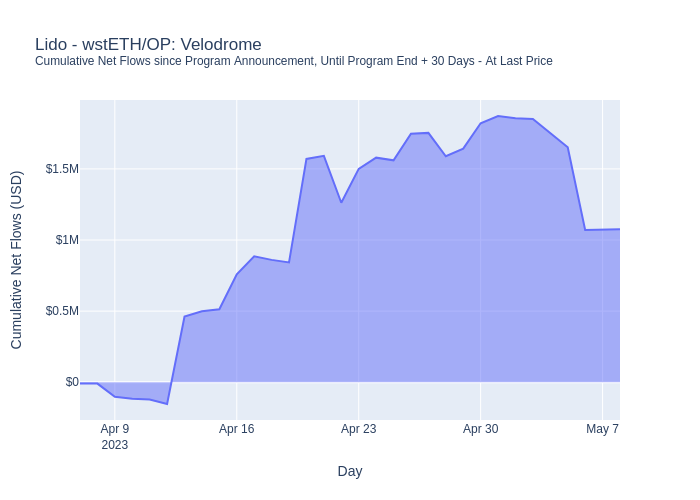 Lido - wstETH/OP: Velodrome
Cumulative Net Flows since Program Announcement, Until Program End + 30 Days - At Last Price
Cumulative Net Flows (USD)
$1.5M
$1M
$0.5M
$0
Apr 9
2023
Apr 16
Apr 23
Apr 30
May 7
Day